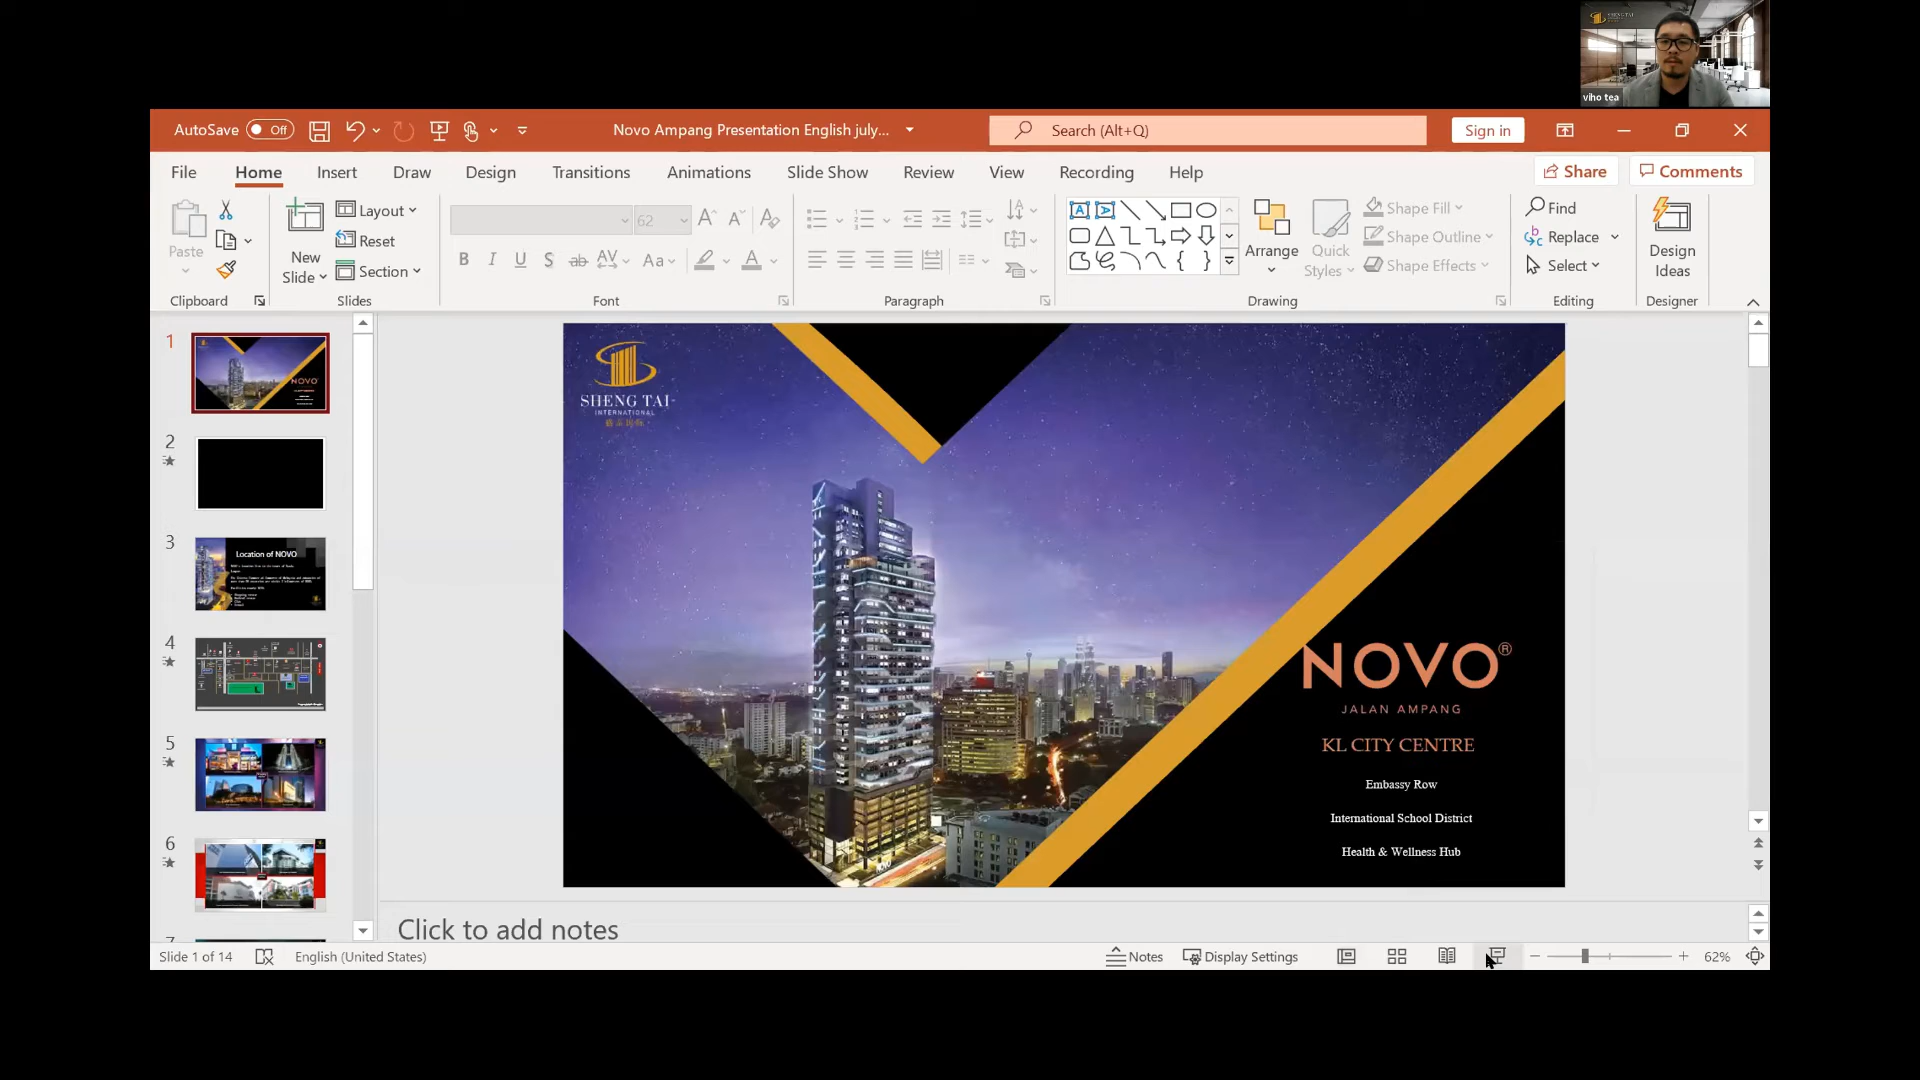 SHENG TAI
viho tea
AutoSave Off
Novo Ampang Presentation English july...
Search (Alt+Q)
Sign in
File Home Insert Draw Design Transitions Animations Slide Show Review View Recording Help
Share
Comments
Paste
New
Slide
Layout
Reset
Section
62
Aa
Arrange
Quick
Styles
Shape Fill
Shape Outline
Shape Effects
Find
Replace
Select
Design
Ideas
Clipboard
Slides
Font
Paragraph
Drawing
Editing
Designer
1
2
3
Location of NOVO
4
5
6
7
SHENG TAI
INTERNATIONAL
NOVO®
JALAN AMPANG
KL CITY CENTRE
Embassy Row
International School District
Health & Wellness Hub
Click to add notes
Slide 1 of 14
English (United States)
Notes
Display Settings
62%